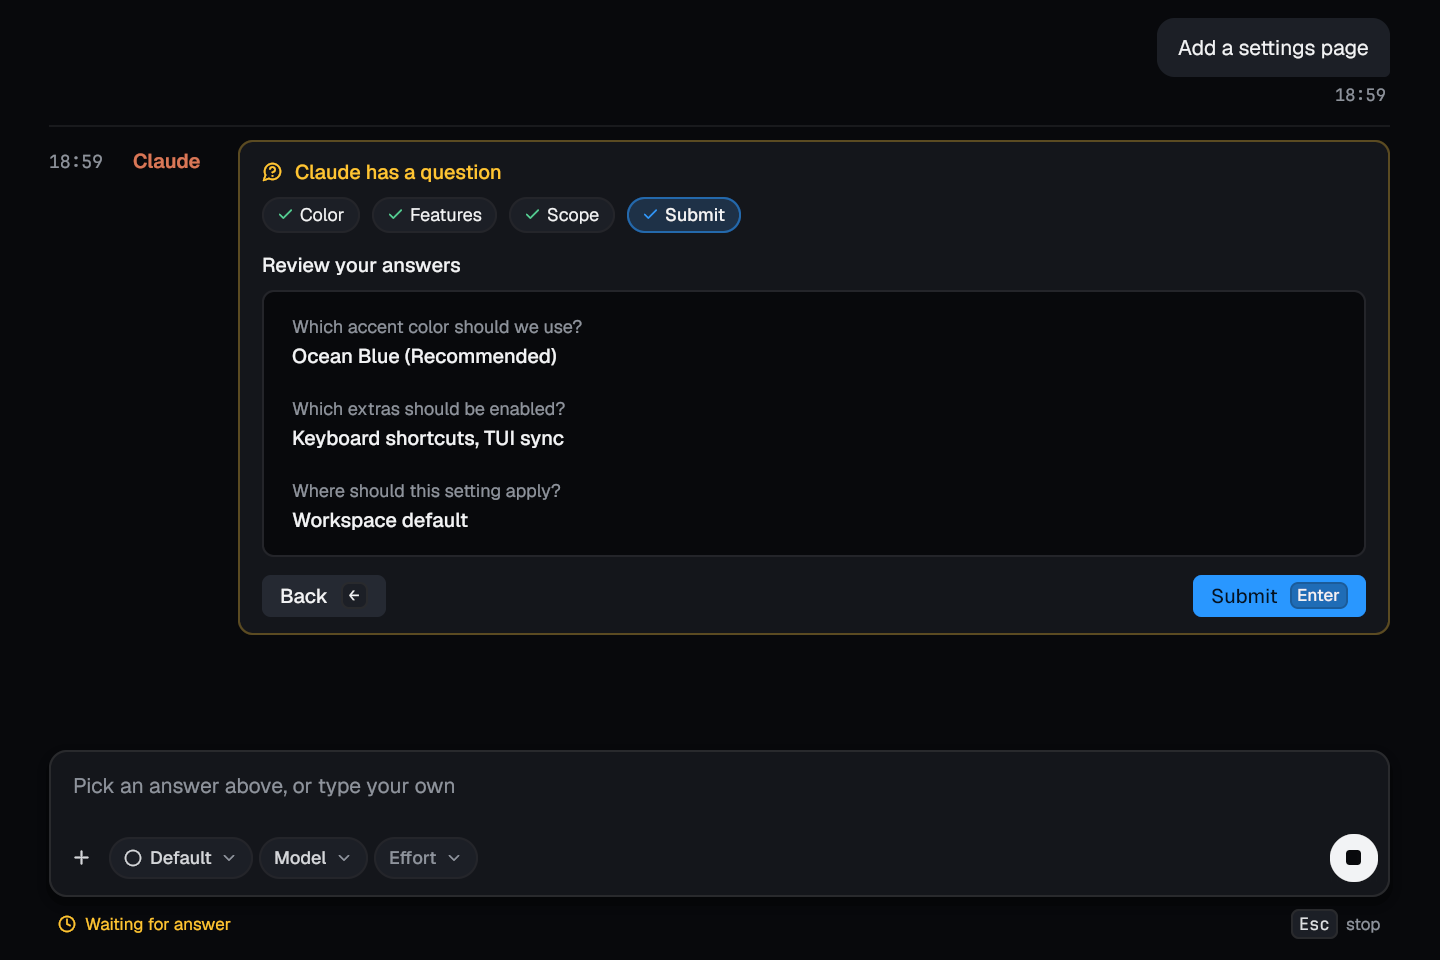 Add a settings page
18:59
18:59 Claude
Claude has a question
Color Features Scope Submit
Review your answers
Which accent color should we use?
Ocean Blue (Recommended)
Which extras should be enabled?
Keyboard shortcuts, TUI sync
Where should this setting apply?
Workspace default
Back ← Submit Enter
Pick an answer above, or type your own
+ Default Model Effort
Waiting for answer Esc stop